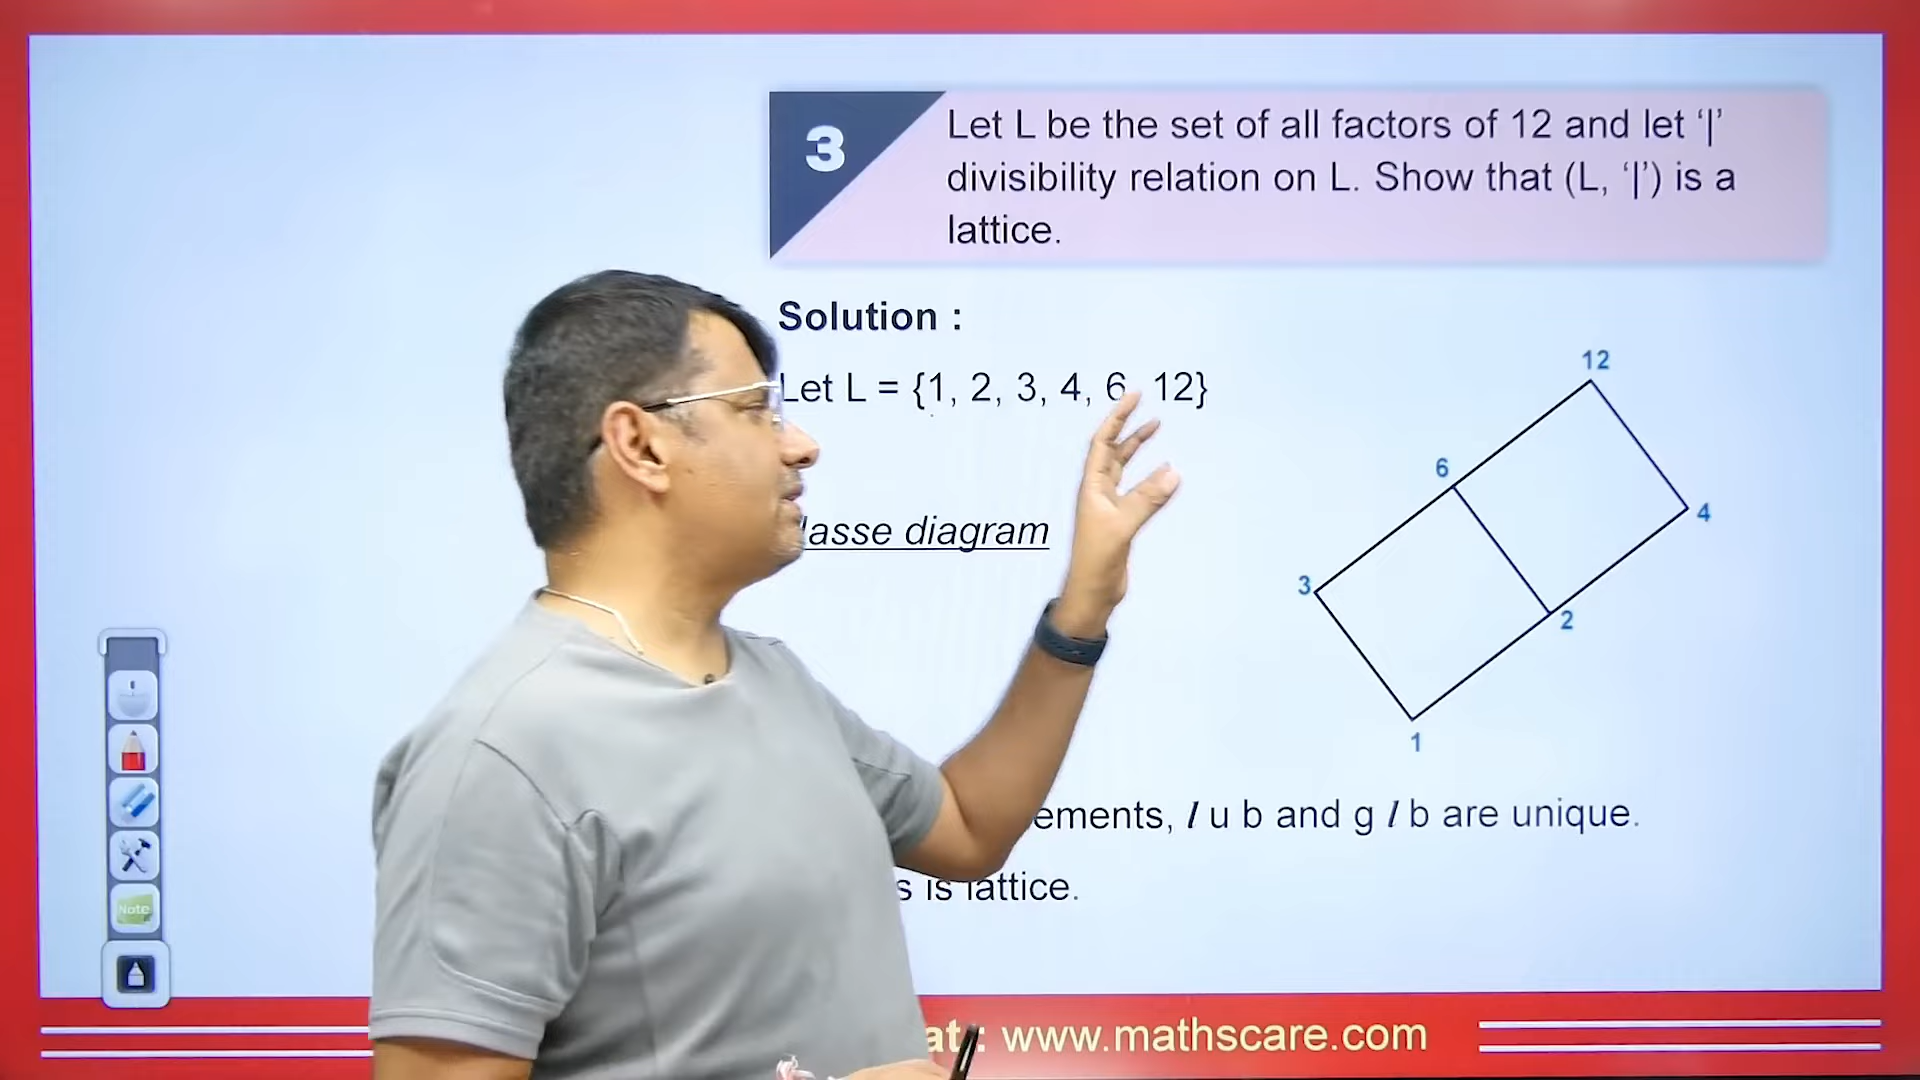 3
Let L be the set of all factors of 12 and let ‘|’
divisibility relation on L. Show that (L, ‘|’) is a
lattice.
Solution :
Let L = {1, 2, 3, 4, 6, 12}
12
6
4
asse diagram
3
2
1
ements, l u b and g l b are unique.
s is lattice.
Note
at : www.mathscare.com